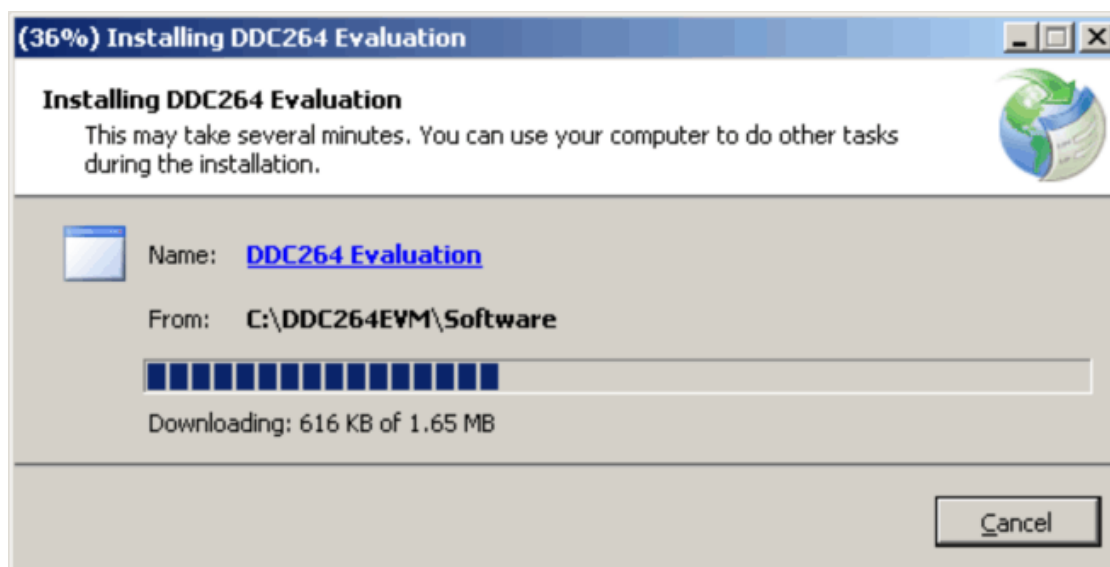 (36%) Installing DDC264 Evaluation
Installing DDC264 Evaluation
This may take several minutes. You can use your computer to do other tasks
during the installation.
Name: DDC264 Evaluation
From: C:\DDC264EVM\Software
Downloading: 616 KB of 1.65 MB
Cancel